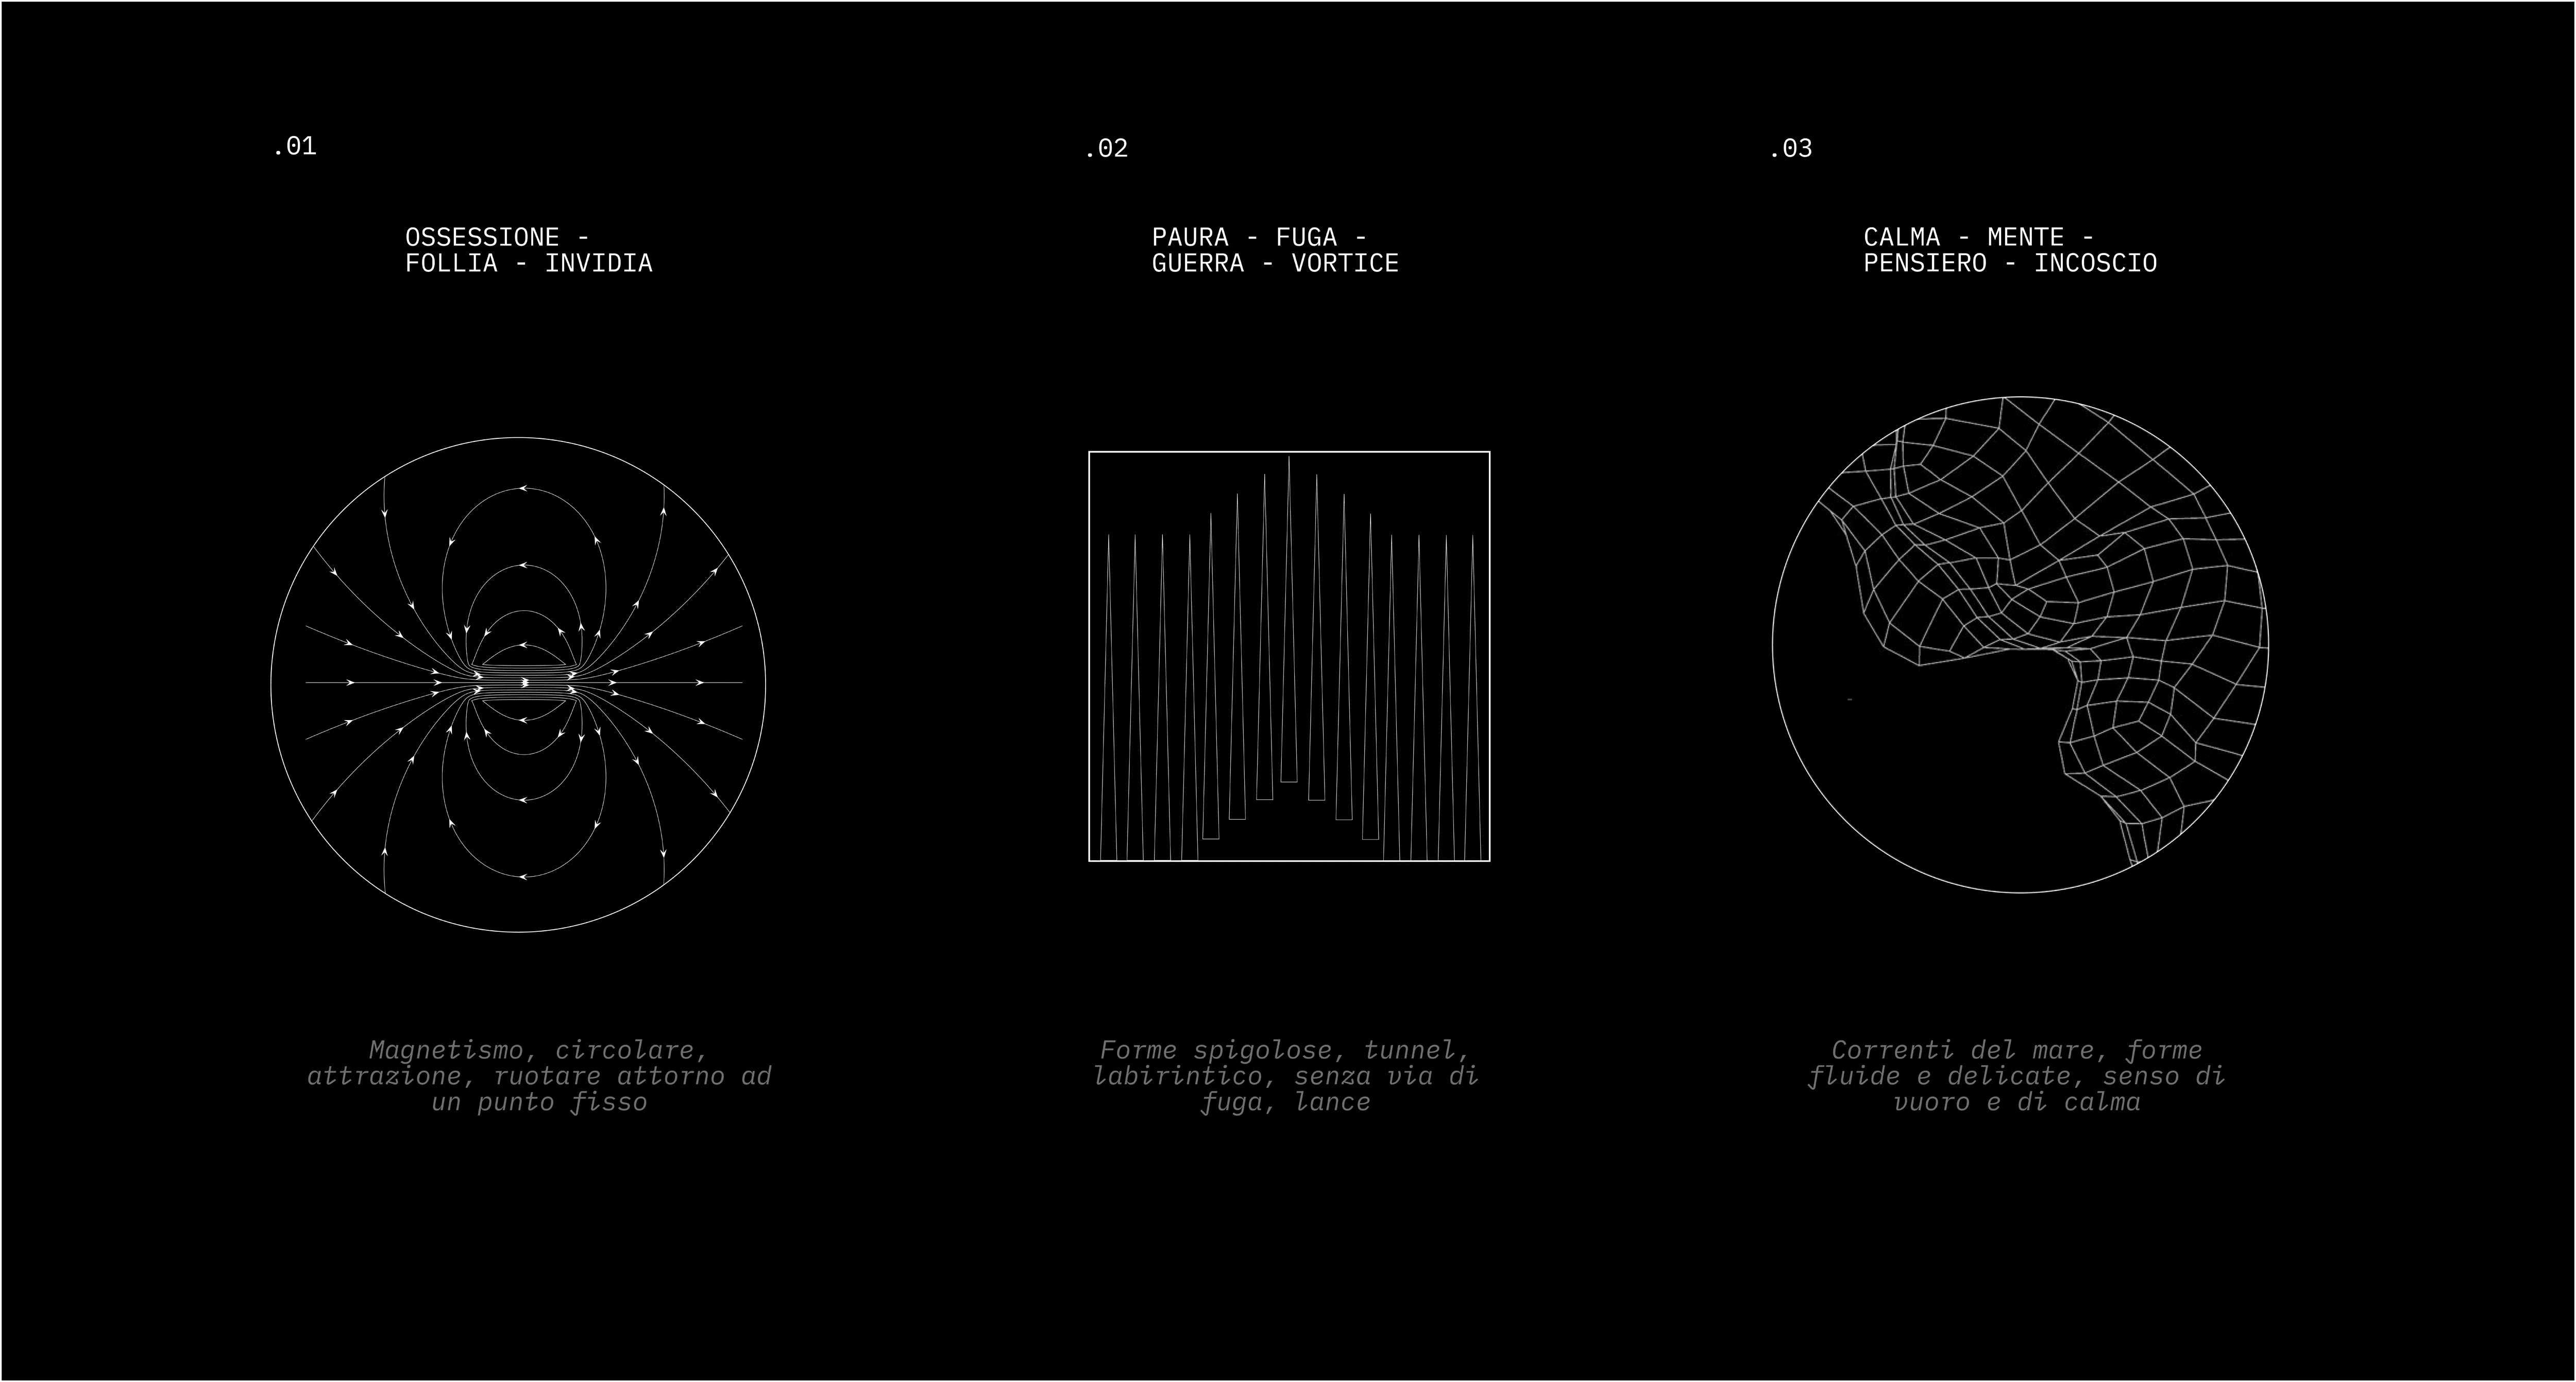 .01
OSSESSIONE -
FOLLIA - INVIDIA
Magnetismo, circolare,
attrazione, ruotare attorno ad
un punto fisso
.02
PAURA - FUGA -
GUERRA - VORTICE
Forme spigolose, tunnel,
labirintico, senza via di
fuga, lance
.03
CALMA - MENTE -
PENSIERO - INCOSCIO
Correnti del mare, forme
fluide e delicate, senso di
vuoro e di calma